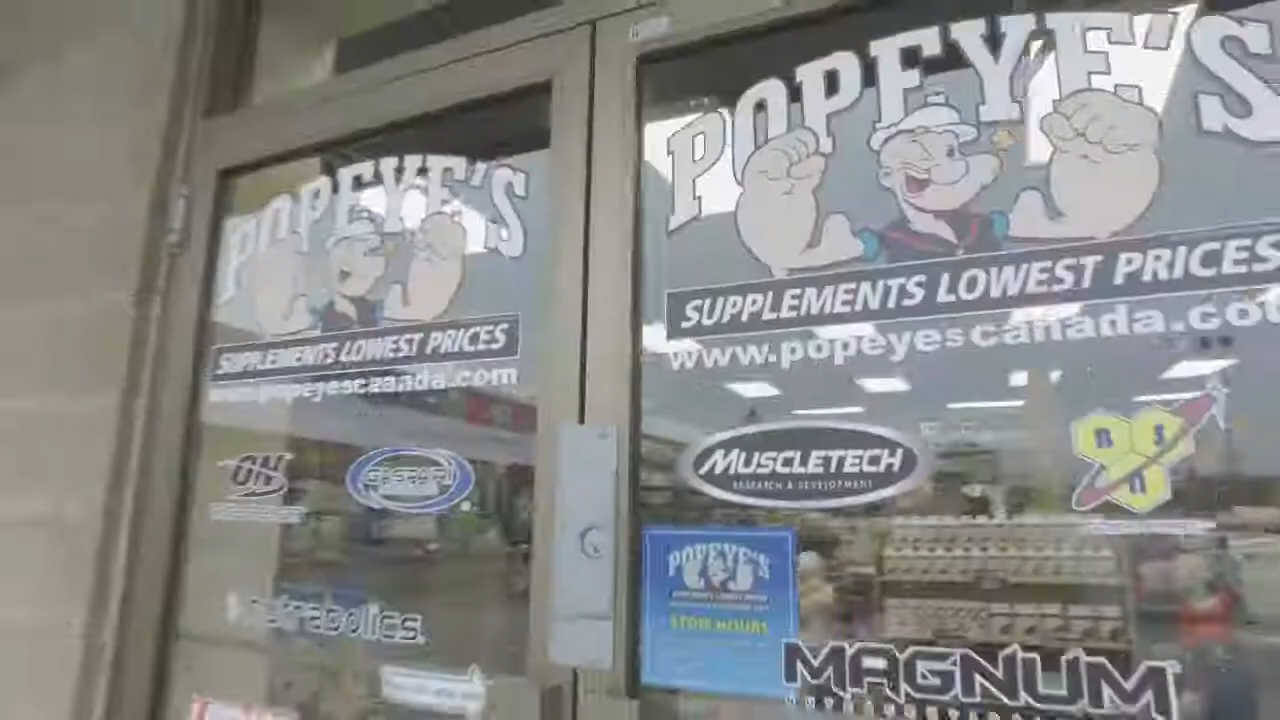 POPEYE'S
SUPPLEMENTS LOWEST PRICES
www.popeyescanada.com
ON
GASPARI
POPEYE'S
SUPPLEMENTS LOWEST PRICES
www.popeyescanada.co
MUSCLETECH
RESEARCH & DEVELOPMENT
BSN
POPEYE'S
STORE HOURS
MAGNUM